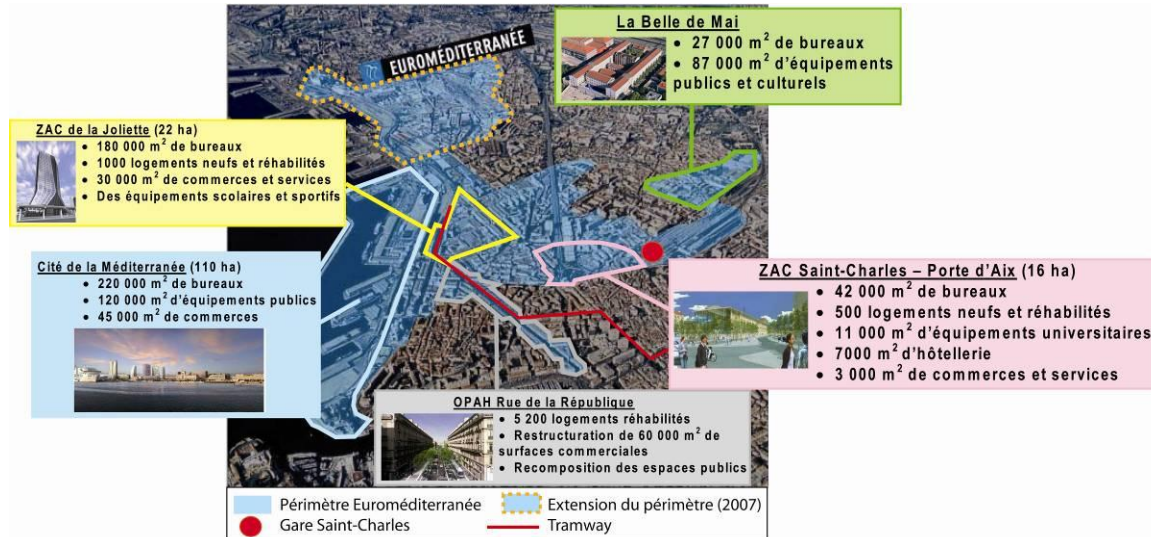 EUROMÉDITERRANÉE
La Belle de Mai
• 27 000 m² de bureaux
• 87 000 m² d'équipements
publics et culturels
ZAC de la Joliette (22 ha)
• 180 000 m² de bureaux
• 1000 logements neufs et réhabilités
• 30 000 m² de commerces et services
• Des équipements scolaires et sportifs
Cité de la Méditerranée (110 ha)
• 220 000 m² de bureaux
• 120 000 m² d'équipements publics
• 45 000 m² de commerces
ZAC Saint-Charles – Porte d'Aix (16 ha)
• 42 000 m² de bureaux
• 500 logements neufs et réhabilités
• 11 000 m² d'équipements universitaires
• 7000 m² d'hôtellerie
• 3 000 m² de commerces et services
OPAH Rue de la République
• 5 200 logements réhabilités
• Restructuration de 60 000 m² de
surfaces commerciales
• Recomposition des espaces publics
Périmètre Euroméditerranée
Extension du périmètre (2007)
Gare Saint-Charles
Tramway